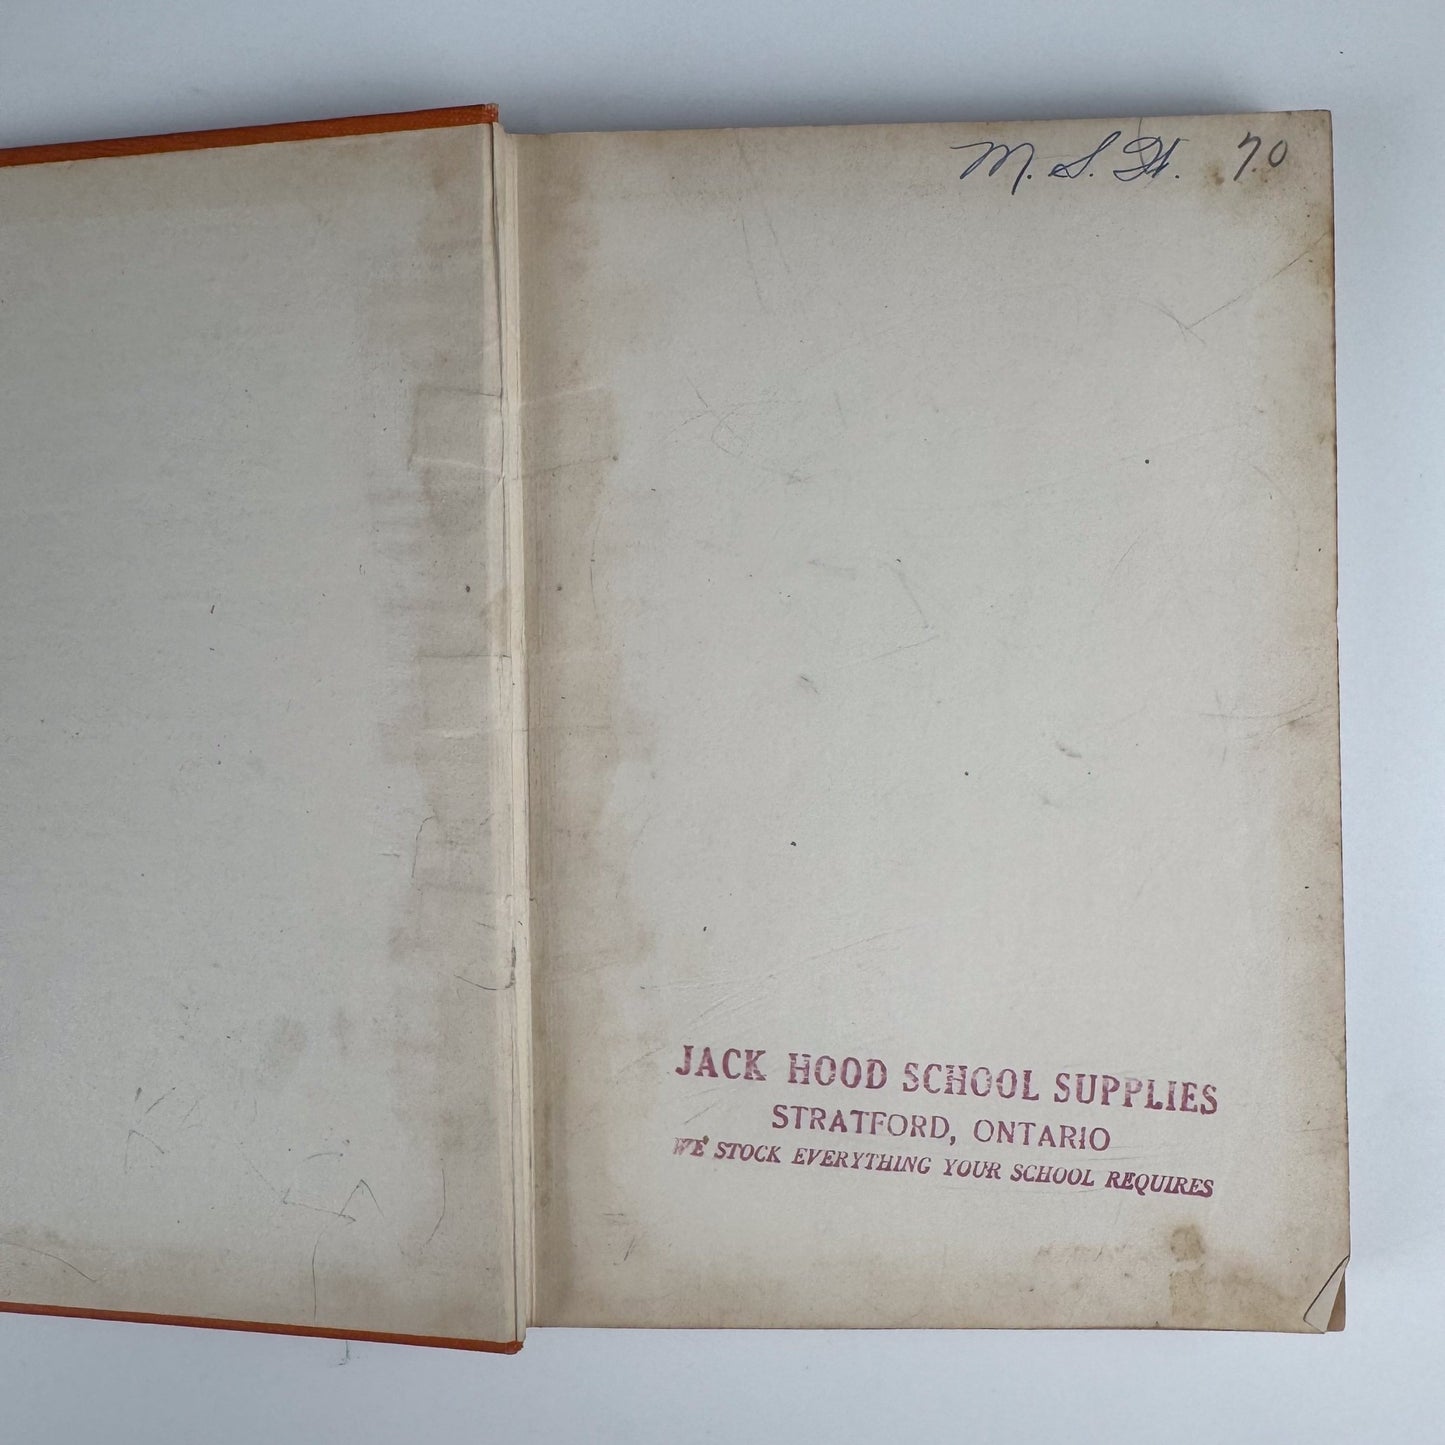 M. S. H. 70
JACK HOOD SCHOOL SUPPLIES
STRATFORD, ONTARIO
WE STOCK EVERYTHING YOUR SCHOOL REQUIRES